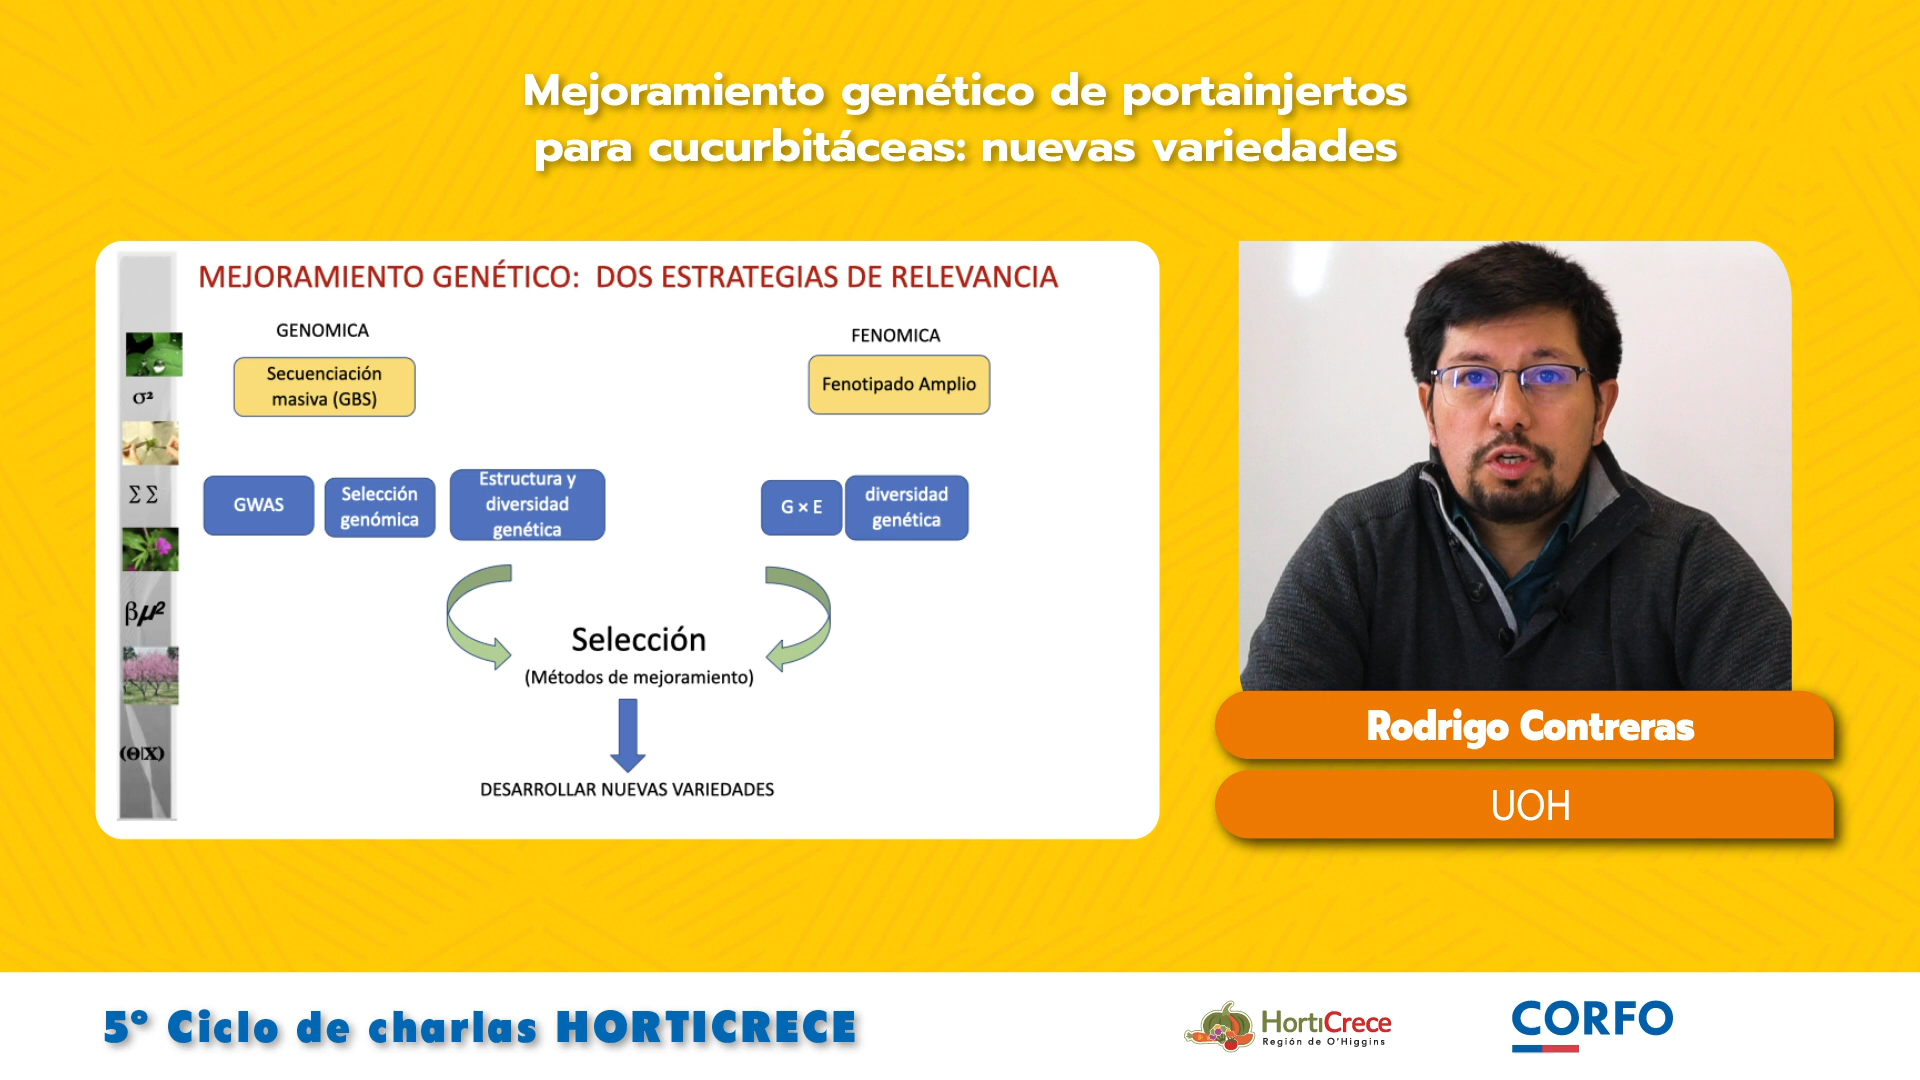 Mejoramiento genético de portainjertos
para cucurbitáceas: nuevas variedades
MEJORAMIENTO GENÉTICO:  DOS ESTRATEGIAS DE RELEVANCIA
GENOMICA
Secuenciación
masiva (GBS)
FENOMICA
Fenotipado Amplio
GWAS
Selección
genómica
Estructura y
diversidad
genética
G × E
diversidad
genética
Selección
(Métodos de mejoramiento)
DESARROLLAR NUEVAS VARIEDADES
σ²
Σ Σ
βμ²
(Θ|X)
Rodrigo Contreras
UOH
5° Ciclo de charlas HORTICRECE
HortiCrece
Región de O'Higgins
CORFO